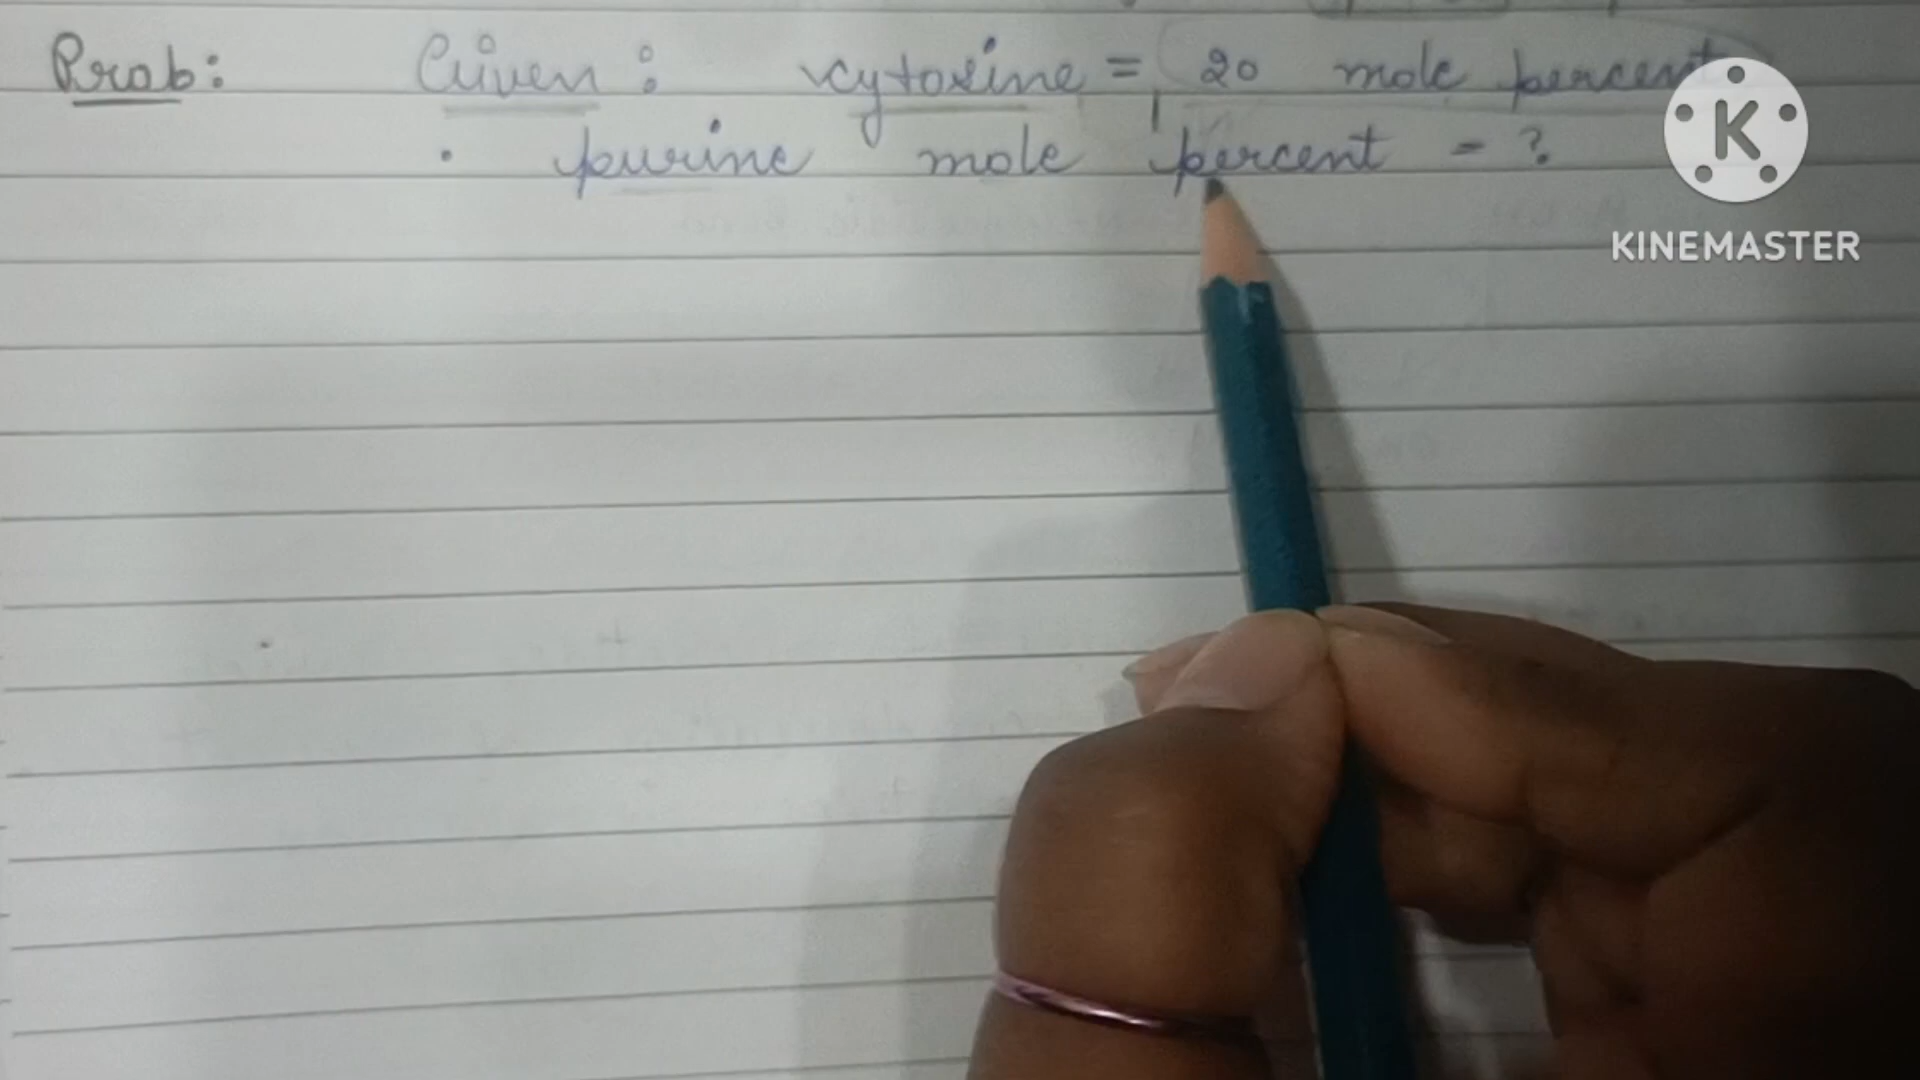 Prob: Given: cytosine = 20 mole percent
• purine mole percent = ?
KINEMASTER